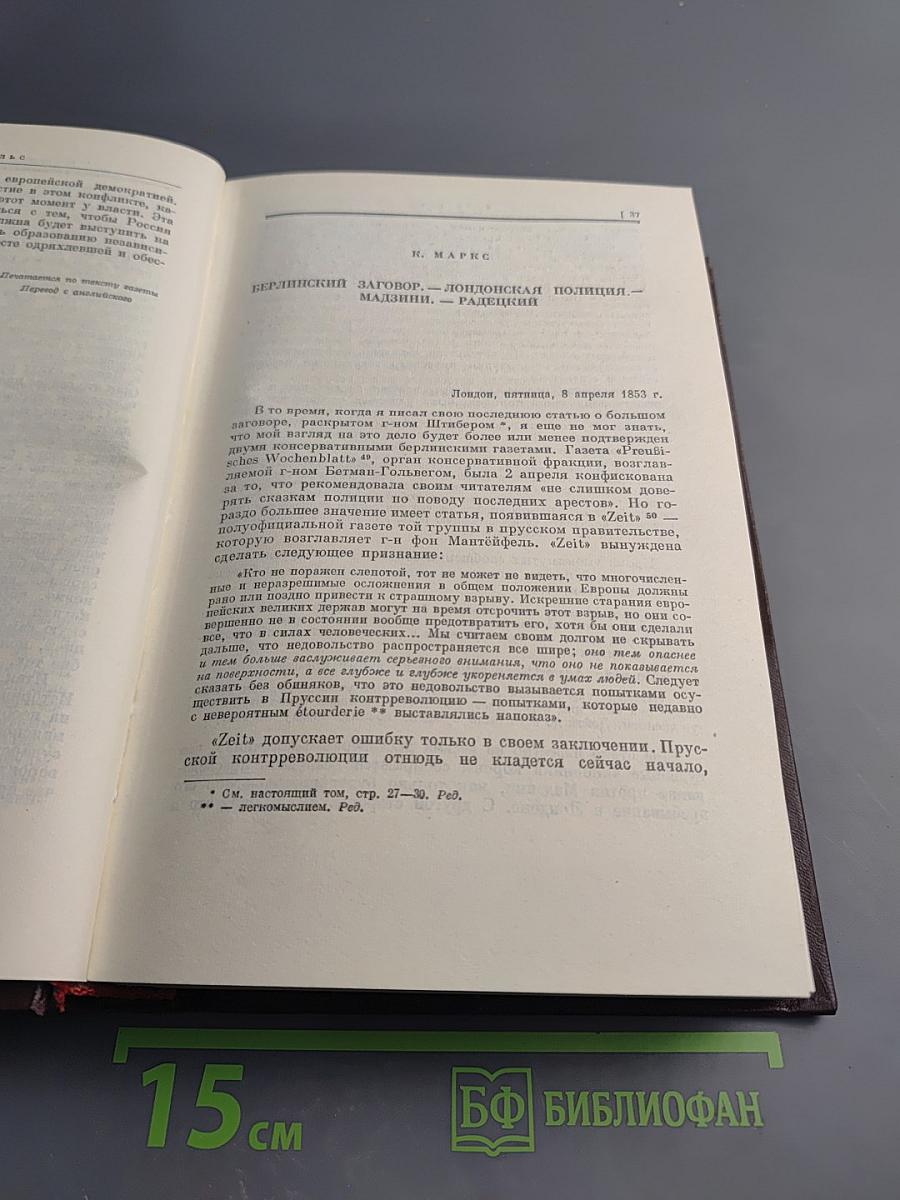 льс
европейской демократией.
стие в этом конфликте, ка-
этот момент у власти. Эта
ться с тем, чтобы Россия
лжна будет выступить на
ь образованию независи-
сте одряхлевшей и обес-
Печатается по тексту газеты
Перевод с английского
[ 37
К. МАРКС
БЕРЛИНСКИЙ ЗАГОВОР. — ЛОНДОНСКАЯ ПОЛИЦИЯ. —
МАДЗИНИ. — РАДЕЦКИЙ
Лондон, пятница, 8 апреля 1853 г.
В то время, когда я писал свою последнюю статью о большом
заговоре, раскрытом г-ном Штибером *, я еще не мог знать,
что мой взгляд на это дело будет более или менее подтвержден
двумя консервативными берлинскими газетами. Газета «Preußi-
sches Wochenblatt» 49, орган консервативной фракции, возглав-
ляемой г-ном Бетман-Гольвегом, была 2 апреля конфискована
за то, что рекомендовала своим читателям «не слишком дове-
рять сказкам полиции по поводу последних арестов». Но го-
раздо большее значение имеет статья, появившаяся в «Zeit» 50 —
полуофициальной газете той группы в прусском правительстве,
которую возглавляет г-н фон Мантёйфель. «Zeit» вынуждена
сделать следующее признание:
«Кто не поражен слепотой, тот не может не видеть, что многочислен-
ные и неразрешимые осложнения в общем положении Европы должны
рано или поздно привести к страшному взрыву. Искренние старания евро-
пейских великих держав могут на время отсрочить этот взрыв, но они со-
вершенно не в состоянии вообще предотвратить его, хотя бы они сделали
все, что в силах человеческих... Мы считаем своим долгом не скрывать
дальше, что недовольство распространяется все шире; оно тем опаснее
и тем больше заслуживает серьезного внимания, что оно не показывается
на поверхности, а все глубже и глубже укореняется в умах людей. Следует
сказать без обиняков, что это недовольство вызывается попытками осу-
ществить в Пруссии контрреволюцию — попытками, которые недавно
с невероятным étourderie ** выставлялись напоказ».
«Zeit» допускает ошибку только в своем заключении. Прус-
ской контрреволюции отнюдь не кладется сейчас начало,
* См. настоящий том, стр. 27—30. Ред.
** — легкомыслием. Ред.
15 см
БФ БИБЛИОФАН